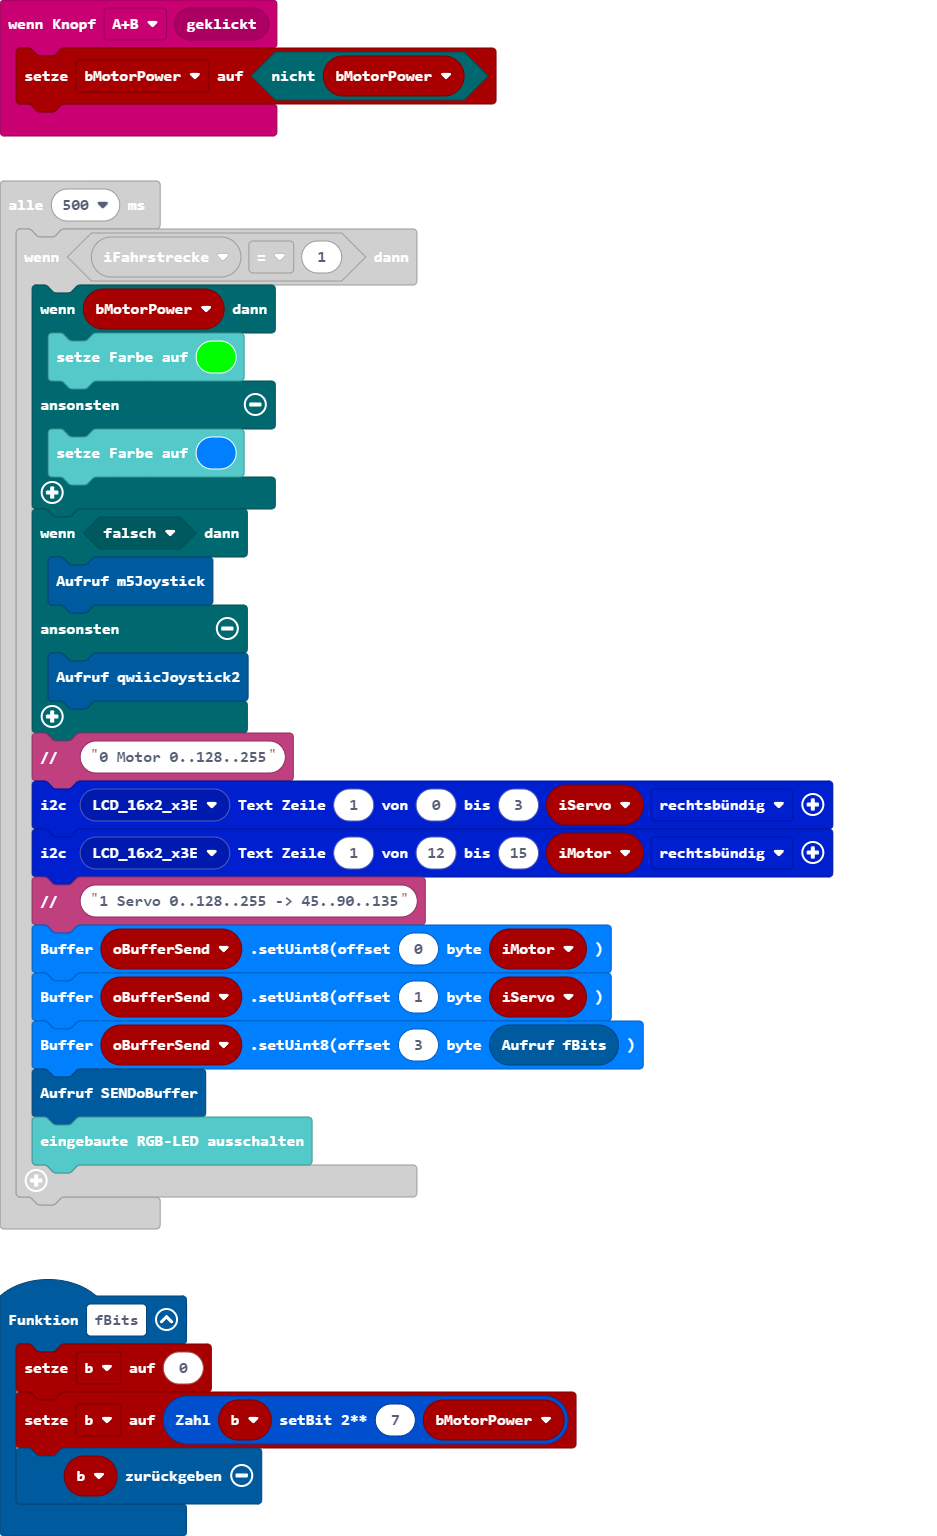 wenn Knopf A+B geklickt
setze bMotorPower auf nicht bMotorPower
alle 500 ms
wenn iFahrstrecke = 1 dann
wenn bMotorPower dann
setze Farbe auf
ansonsten
setze Farbe auf
wenn falsch dann
Aufruf m5Joystick
ansonsten
Aufruf qwiicJoystick2
// "0 Motor 0..128..255"
i2c LCD_16x2_x3E Text Zeile 1 von 0 bis 3 iServo rechtsbündig
i2c LCD_16x2_x3E Text Zeile 1 von 12 bis 15 iMotor rechtsbündig
// "1 Servo 0..128..255 -> 45..90..135"
Buffer oBufferSend .setUint8(offset 0 byte iMotor )
Buffer oBufferSend .setUint8(offset 1 byte iServo )
Buffer oBufferSend .setUint8(offset 3 byte Aufruf fBits )
Aufruf SENDoBuffer
eingebaute RGB-LED ausschalten
Funktion fBits
setze b auf 0
setze b auf Zahl b setBit 2** 7 bMotorPower
b zurückgeben